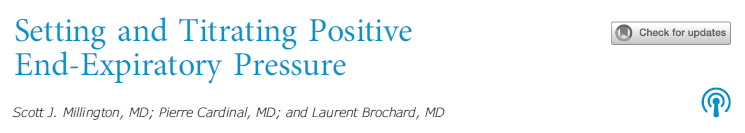 Setting and Titrating Positive
Check for updates
End-Expiratory Pressure
Scott J. Millington, MD; Pierre Cardinal, MD; and Laurent Brochard, MD